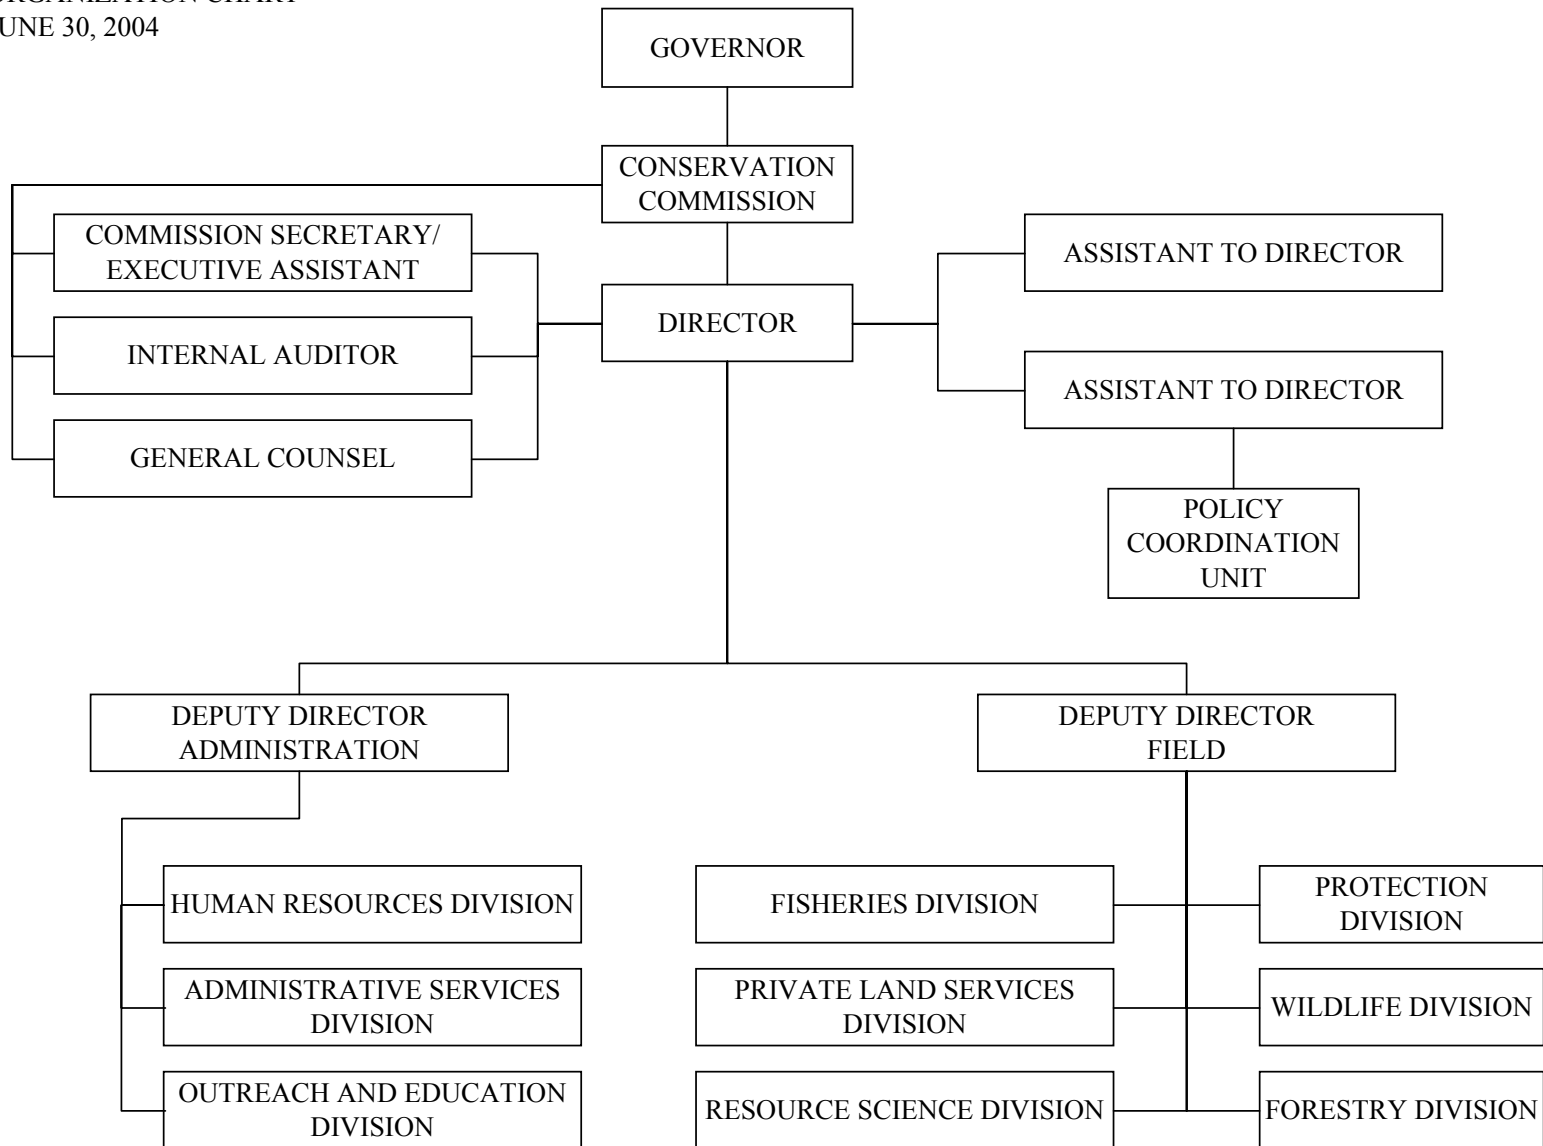 UNE 30, 2004
GOVERNOR
CONSERVATION
COMMISSION
COMMISSION SECRETARY/
EXECUTIVE ASSISTANT
ASSISTANT TO DIRECTOR
DIRECTOR
INTERNAL AUDITOR
ASSISTANT TO DIRECTOR
GENERAL COUNSEL
POLICY
COORDINATION
UNIT
DEPUTY DIRECTOR
ADMINISTRATION
DEPUTY DIRECTOR
FIELD
HUMAN RESOURCES DIVISION
FISHERIES DIVISION
PROTECTION
DIVISION
ADMINISTRATIVE SERVICES
DIVISION
PRIVATE LAND SERVICES
DIVISION
WILDLIFE DIVISION
OUTREACH AND EDUCATION
DIVISION
RESOURCE SCIENCE DIVISION
FORESTRY DIVISION